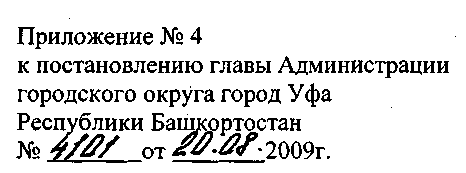 Приложение № 4
к постановлению главы Администрации
городского округа город Уфа
Республики Башкортостан
№ 4101 от 20.08.2009г.